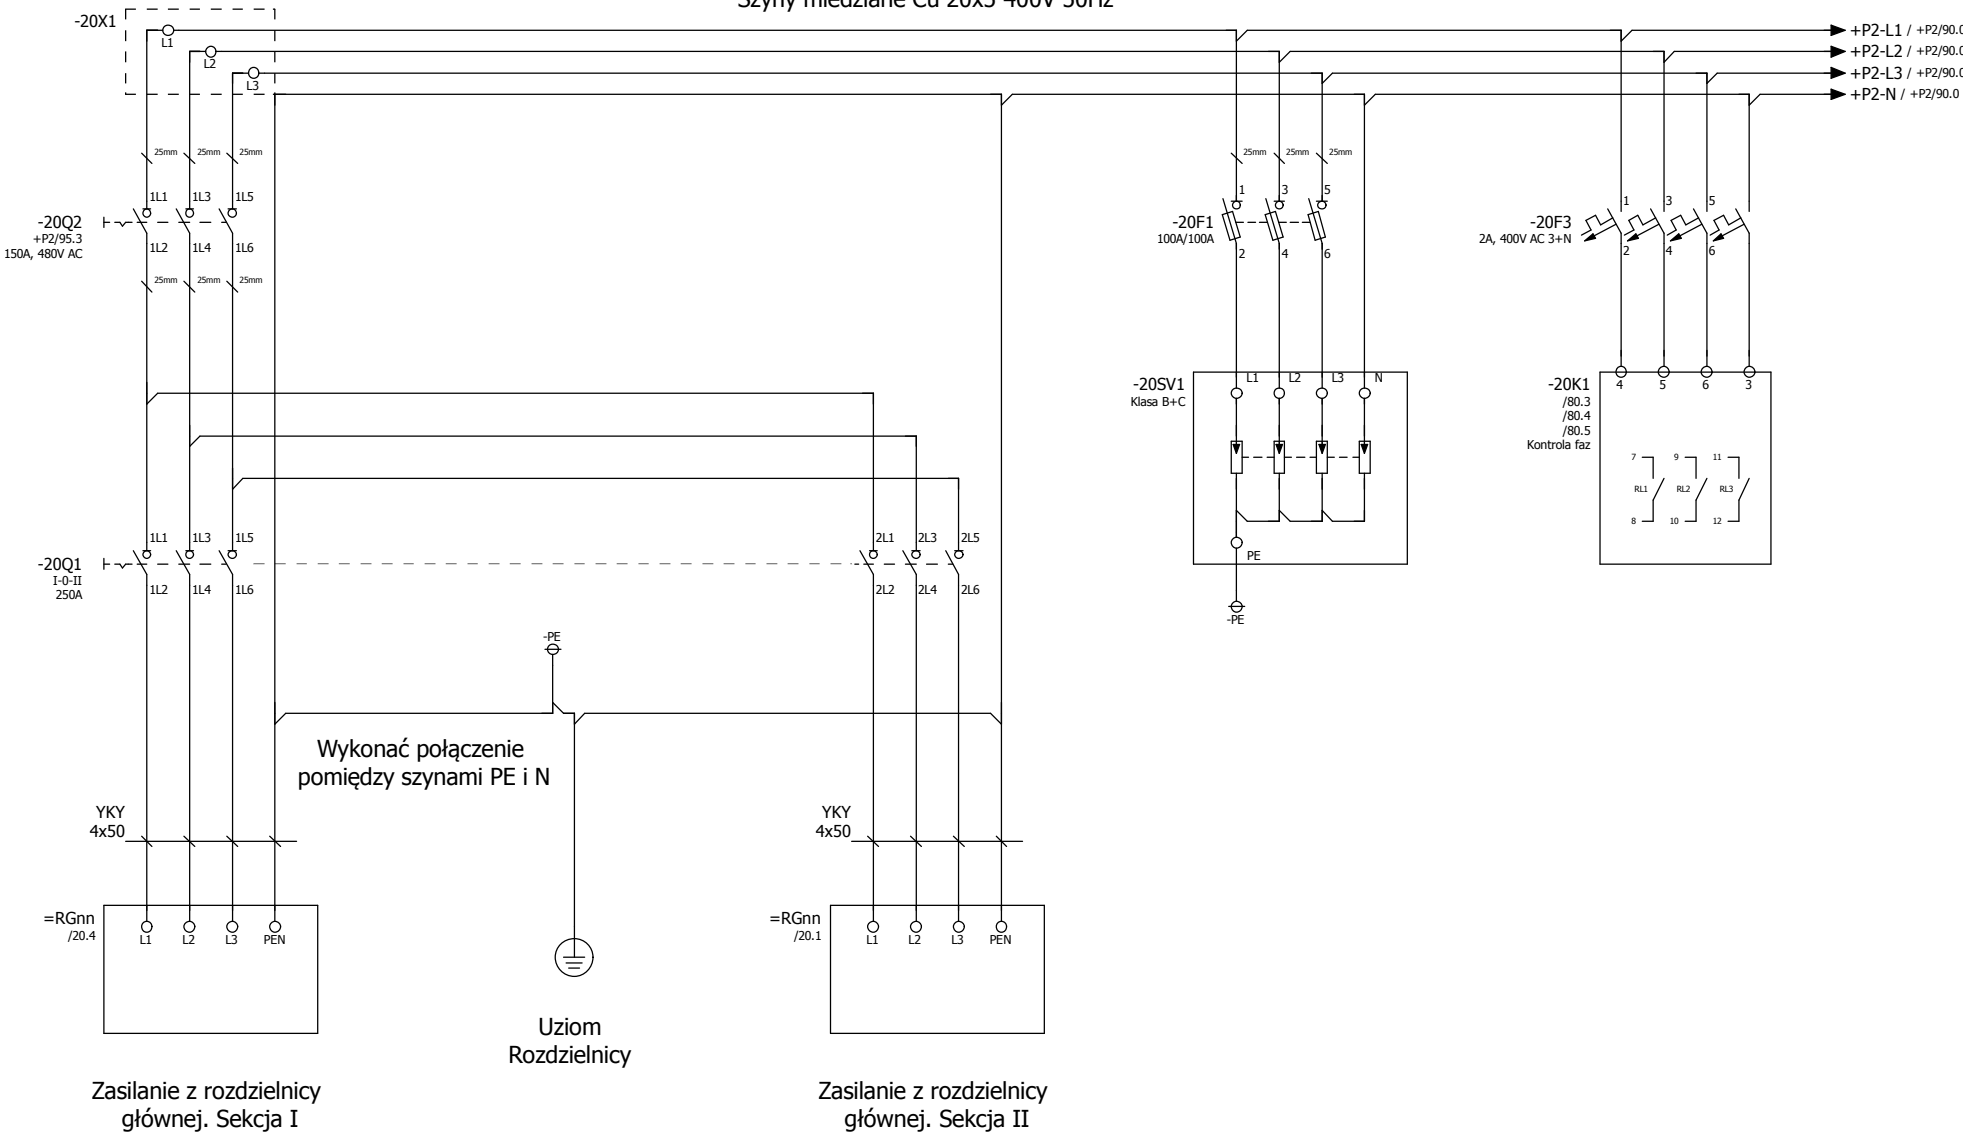 Szyny miedziane Cu 20x5 400V 50Hz
-20X1
L1
L2
L3
+P2-L1 / +P2/90.0
+P2-L2 / +P2/90.0
+P2-L3 / +P2/90.0
+P2-N / +P2/90.0
25mm 25mm 25mm
25mm 25mm 25mm
1L1 1L3 1L5
-20Q2
+P2/95.3
150A, 480V AC
1L2 1L4 1L6
25mm 25mm 25mm
1 3 5
-20F1
100A/100A
2 4 6
1 3 5
-20F3
2A, 400V AC 3+N
2 4 6
-20SV1
Klasa B+C
L1 L2 L3 N
PE
-PE
-20K1
/80.3
/80.4
/80.5
Kontrola faz
4 5 6 3
7 9 11
RL1 RL2 RL3
8 10 12
1L1 1L3 1L5
-20Q1
I-0-II
250A
1L2 1L4 1L6
2L1 2L3 2L5
2L2 2L4 2L6
-PE
Wykonać połączenie
pomiędzy szynami PE i N
YKY
4x50
YKY
4x50
=RGnn
/20.4
L1 L2 L3 PEN
=RGnn
/20.1
L1 L2 L3 PEN
Uziom
Rozdzielnicy
Zasilanie z rozdzielnicy
głównej. Sekcja I
Zasilanie z rozdzielnicy
głównej. Sekcja II